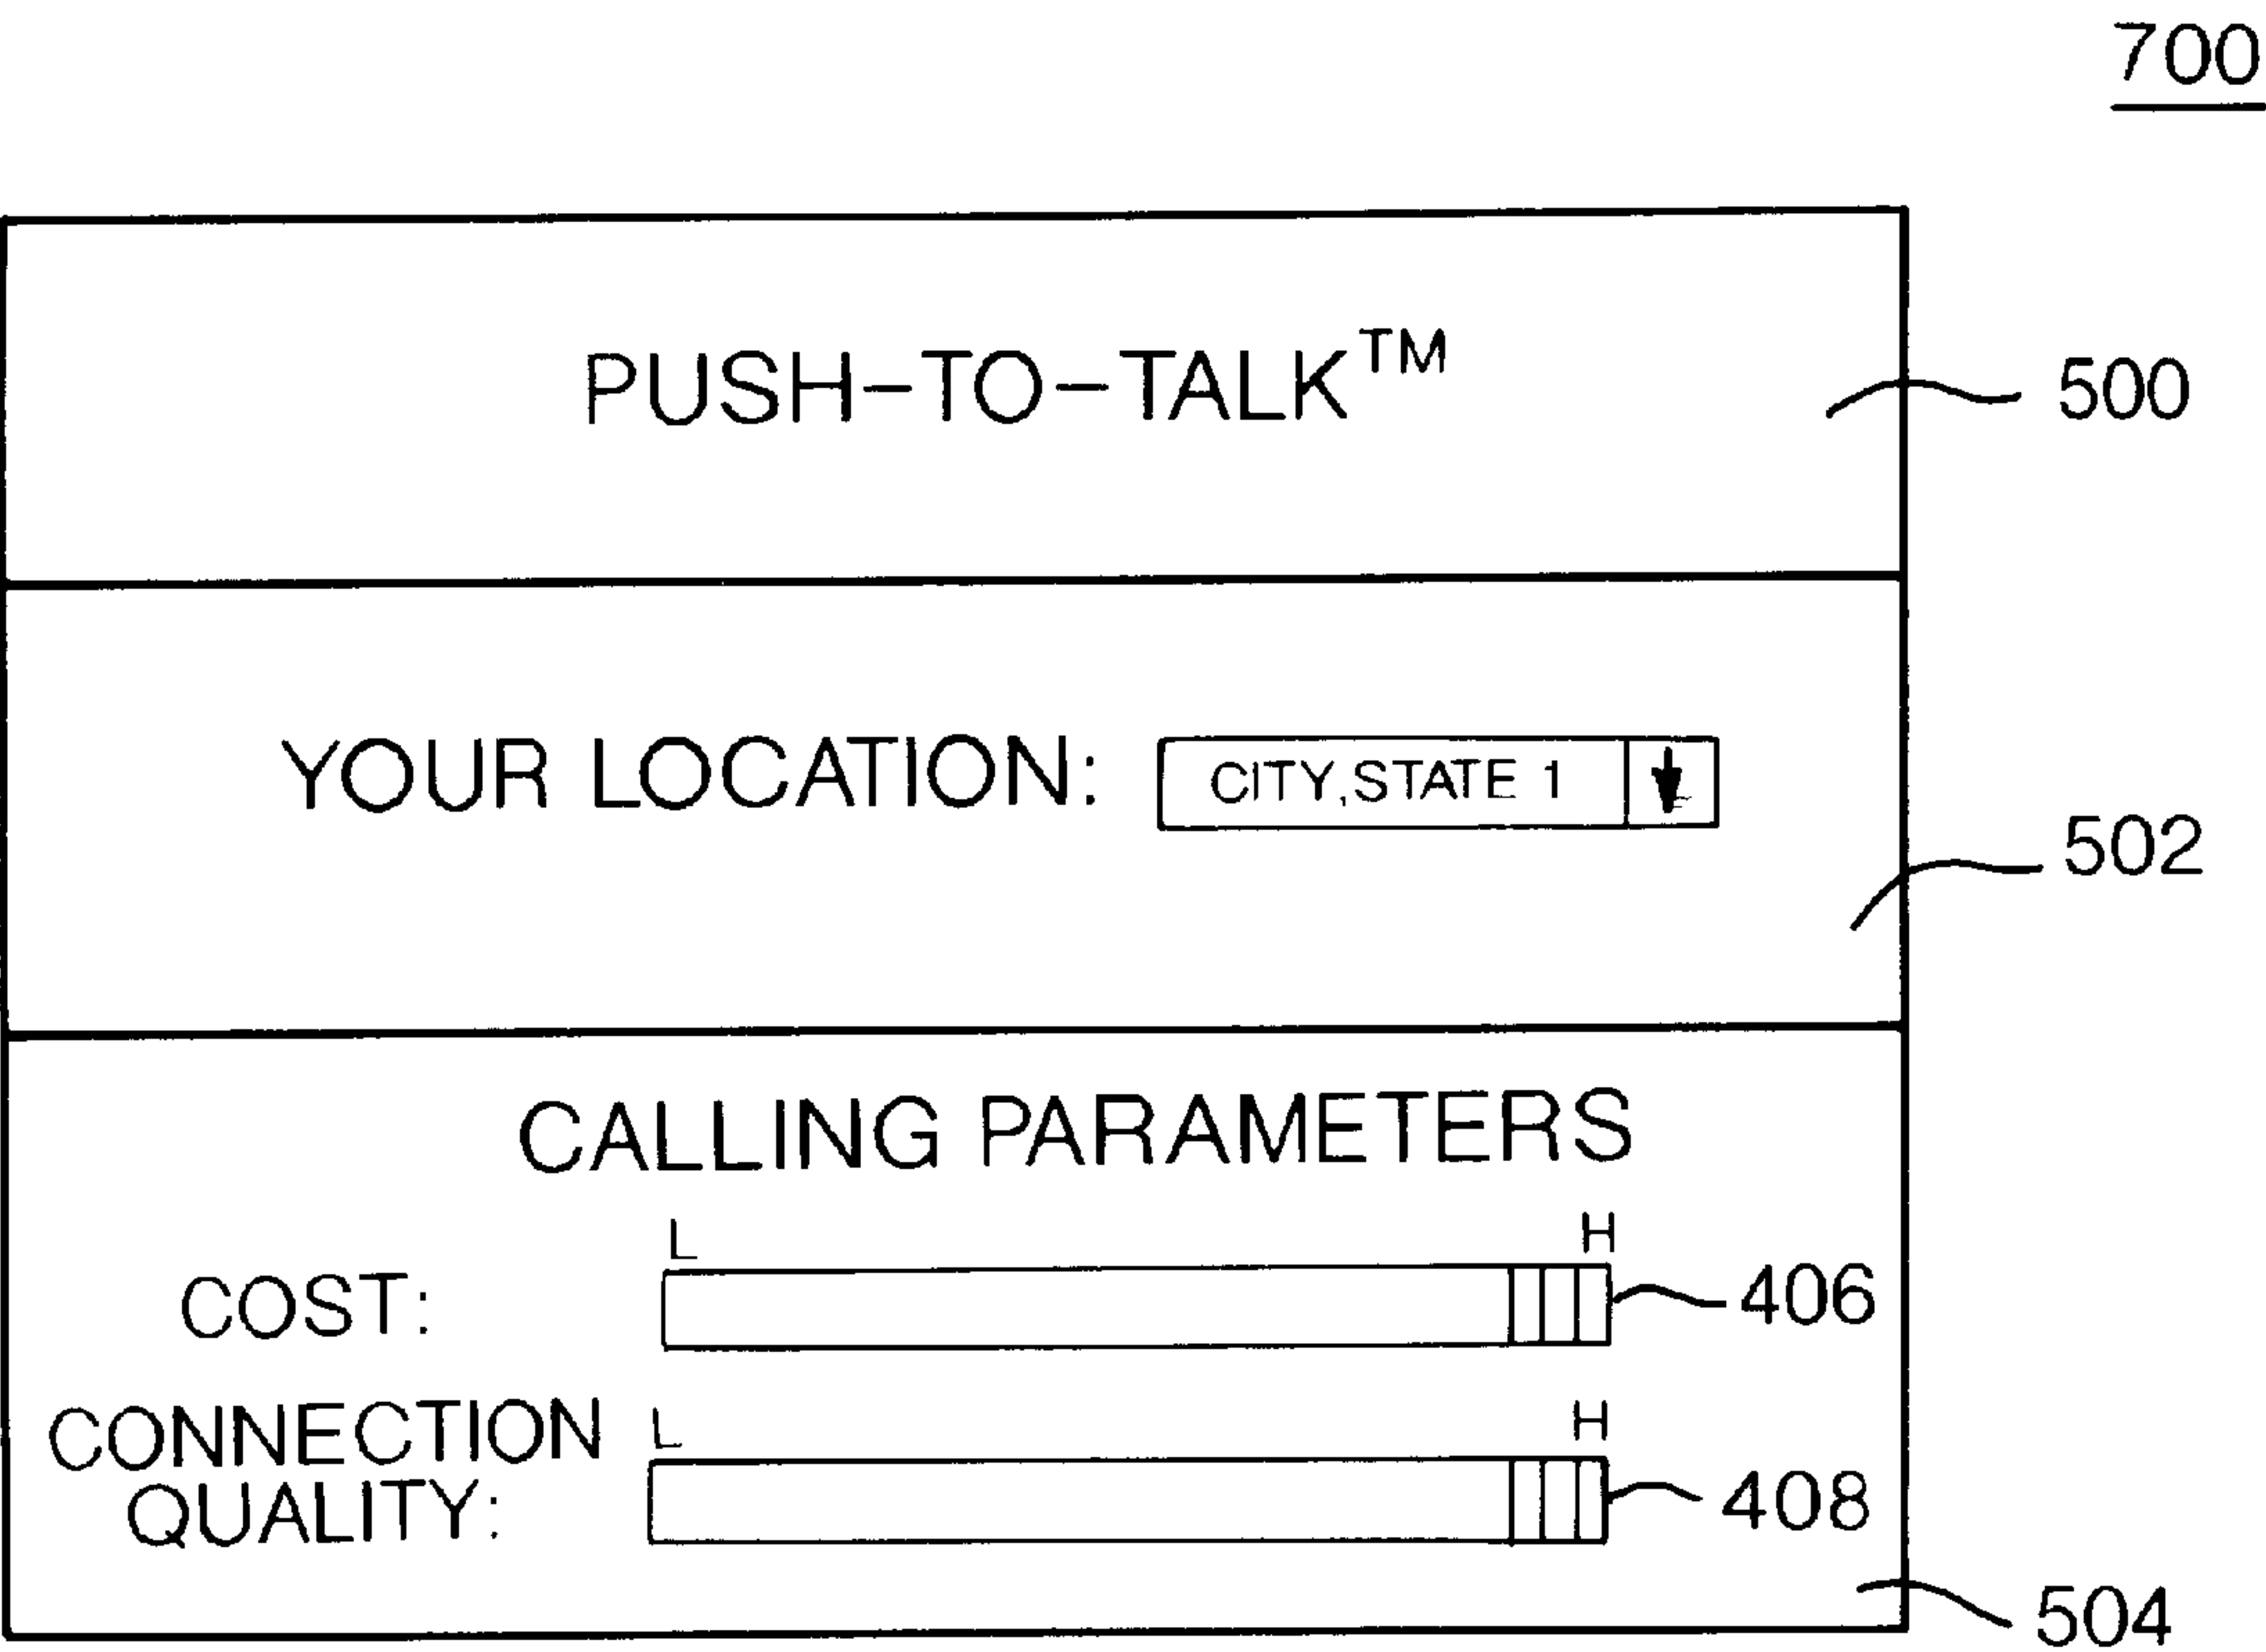 700
PUSH-TO-TALK™
500
YOUR LOCATION: CITY,STATE 1
502
CALLING PARAMETERS
L H
COST: 406
L H
CONNECTION
QUALITY: 408
504